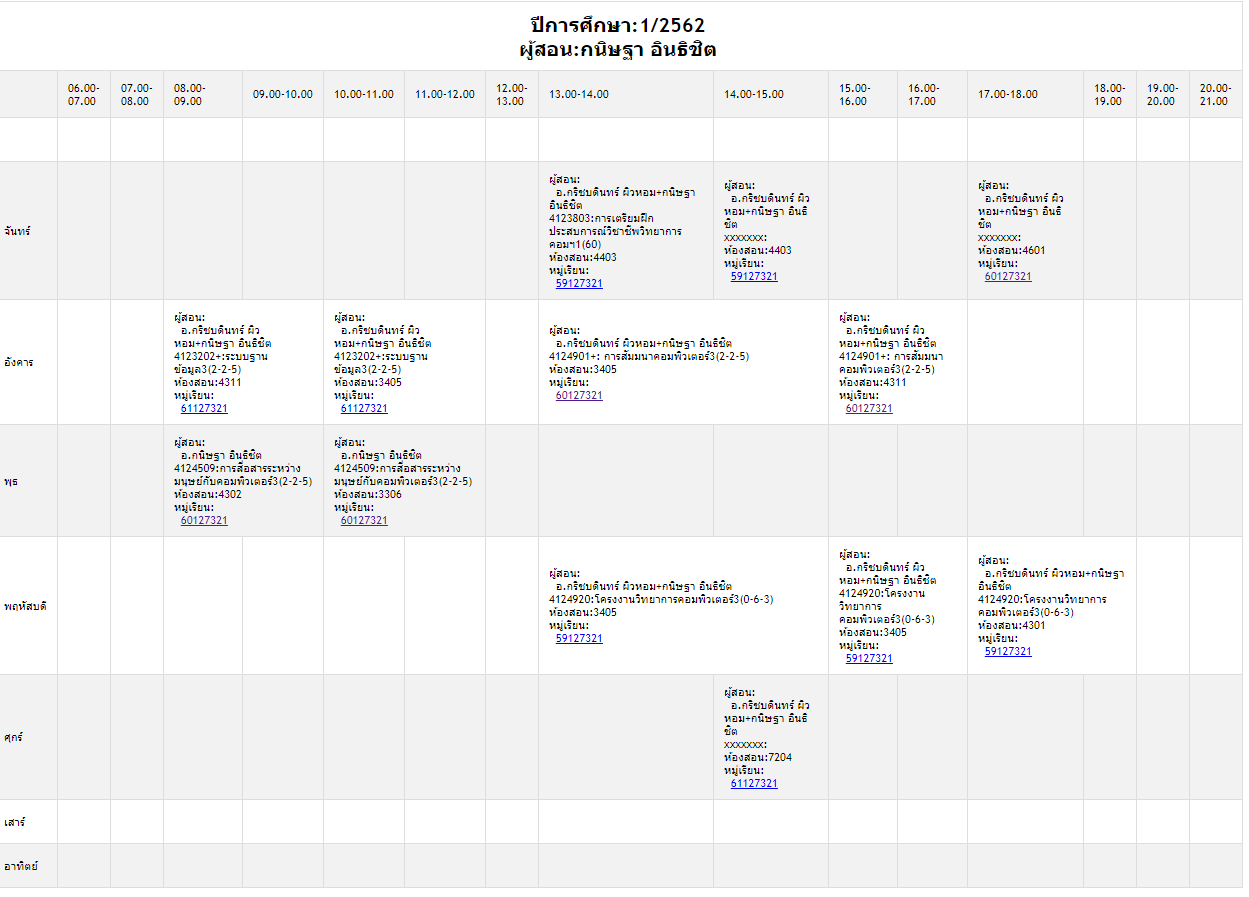 ปีการศึกษา:1/2562
ผู้สอน:กนิษฐา อินธิชิต
06.00-
07.00
07.00-
08.00
08.00-
09.00
09.00-10.00
10.00-11.00
11.00-12.00
12.00-
13.00
13.00-14.00
14.00-15.00
15.00-
16.00
16.00-
17.00
17.00-18.00
18.00-
19.00
19.00-
20.00
20.00-
21.00
จันทร์
ผู้สอน:
อ.กริชบดินทร์ ผิวหอม+กนิษฐา
อินธิชิต
4123803:การเตรียมฝึก
ประสบการณ์วิชาชีพวิทยาการ
คอมฯ1(60)
ห้องสอน:4403
หมู่เรียน:
59127321
ผู้สอน:
อ.กริชบดินทร์ ผิว
หอม+กนิษฐา อินธิ
ชิต
xxxxxxx:
ห้องสอน:4403
หมู่เรียน:
59127321
ผู้สอน:
อ.กริชบดินทร์ ผิว
หอม+กนิษฐา อินธิ
ชิต
xxxxxxx:
ห้องสอน:4601
หมู่เรียน:
60127321
อังคาร
ผู้สอน:
อ.กริชบดินทร์ ผิว
หอม+กนิษฐา อินธิชิต
4123202+:ระบบฐาน
ข้อมูล3(2-2-5)
ห้องสอน:4311
หมู่เรียน:
61127321
ผู้สอน:
อ.กริชบดินทร์ ผิว
หอม+กนิษฐา อินธิชิต
4123202+:ระบบฐาน
ข้อมูล3(2-2-5)
ห้องสอน:3405
หมู่เรียน:
61127321
ผู้สอน:
อ.กริชบดินทร์ ผิวหอม+กนิษฐา อินธิชิต
4124901+: การสัมมนาคอมพิวเตอร์3(2-2-5)
ห้องสอน:3405
หมู่เรียน:
60127321
ผู้สอน:
อ.กริชบดินทร์ ผิว
หอม+กนิษฐา อินธิชิต
4124901+: การสัมมนา
คอมพิวเตอร์3(2-2-5)
ห้องสอน:4311
หมู่เรียน:
60127321
พุธ
ผู้สอน:
อ.กนิษฐา อินธิชิต
4124509:การสื่อสารระหว่าง
มนุษย์กับคอมพิวเตอร์3(2-2-5)
ห้องสอน:4302
หมู่เรียน:
60127321
ผู้สอน:
อ.กนิษฐา อินธิชิต
4124509:การสื่อสารระหว่าง
มนุษย์กับคอมพิวเตอร์3(2-2-5)
ห้องสอน:3306
หมู่เรียน:
60127321
พฤหัสบดี
ผู้สอน:
อ.กริชบดินทร์ ผิวหอม+กนิษฐา อินธิชิต
4124920:โครงงานวิทยาการคอมพิวเตอร์3(0-6-3)
ห้องสอน:3405
หมู่เรียน:
59127321
ผู้สอน:
อ.กริชบดินทร์ ผิว
หอม+กนิษฐา อินธิชิต
4124920:โครงงาน
วิทยาการ
คอมพิวเตอร์3(0-6-3)
ห้องสอน:3405
หมู่เรียน:
59127321
ผู้สอน:
อ.กริชบดินทร์ ผิวหอม+กนิษฐา
อินธิชิต
4124920:โครงงานวิทยาการ
คอมพิวเตอร์3(0-6-3)
ห้องสอน:4301
หมู่เรียน:
59127321
ศุกร์
ผู้สอน:
อ.กริชบดินทร์ ผิว
หอม+กนิษฐา อินธิ
ชิต
xxxxxxx:
ห้องสอน:7204
หมู่เรียน:
61127321
เสาร์
อาทิตย์